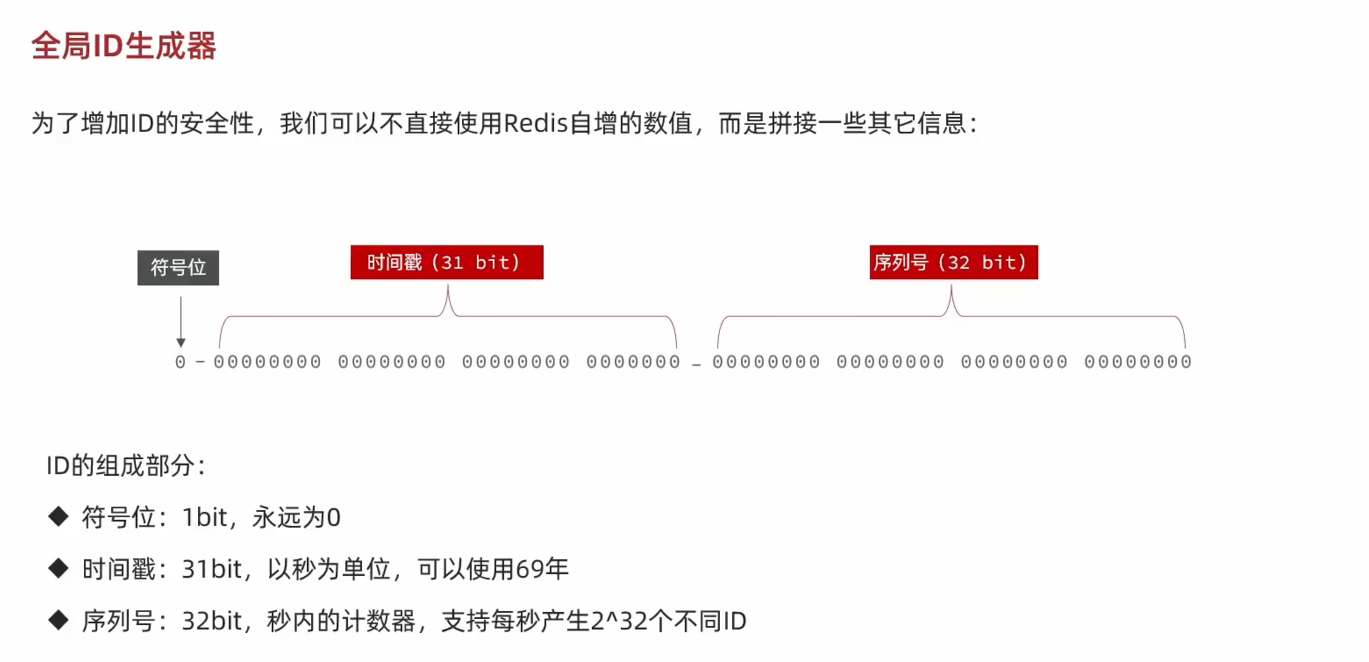 全局ID生成器
为了增加ID的安全性，我们可以不直接使用Redis自增的数值，而是拼接一些其它信息：
符号位 时间戳（31 bit） 序列号（32 bit）
0 - 00000000 00000000 00000000 0000000 - 00000000 00000000 00000000 00000000
ID的组成部分：
◆ 符号位：1bit，永远为0
◆ 时间戳：31bit，以秒为单位，可以使用69年
◆ 序列号：32bit，秒内的计数器，支持每秒产生2^32个不同ID